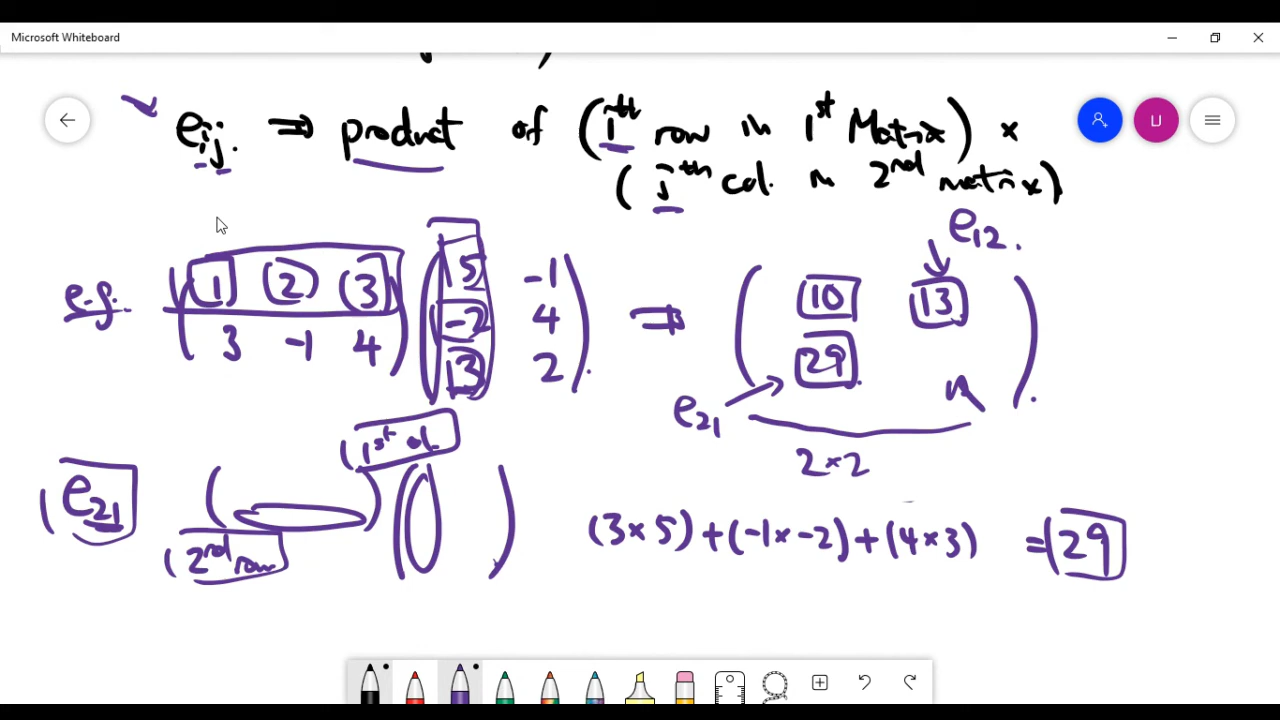 Microsoft Whiteboard
eij. ⇒ product of (ith row in 1st Matrix) ×
(jth col. in 2nd matrix)
e12.
e.g. (1 2 3) (5 -1) ⇒ (10 13)
(3 -1 4) (-2 4) (29 )
(3 2).
e21
2×2
1st col.
e21 ( ) ( )
2nd row
(3×5)+(-1×-2)+(4×3) =29